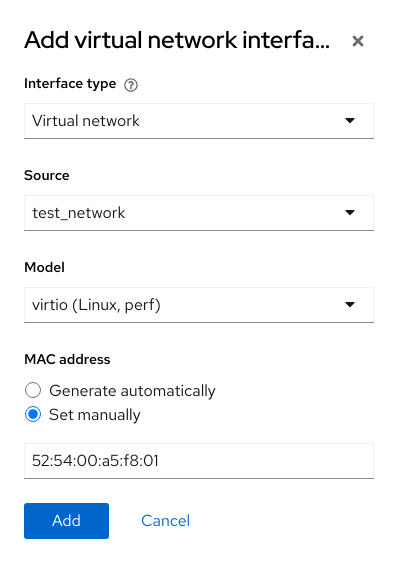 Add virtual network interfa...
Interface type
Virtual network
Source
test_network
Model
virtio (Linux, perf)
MAC address
Generate automatically
Set manually
52:54:00:a5:f8:01
Add Cancel